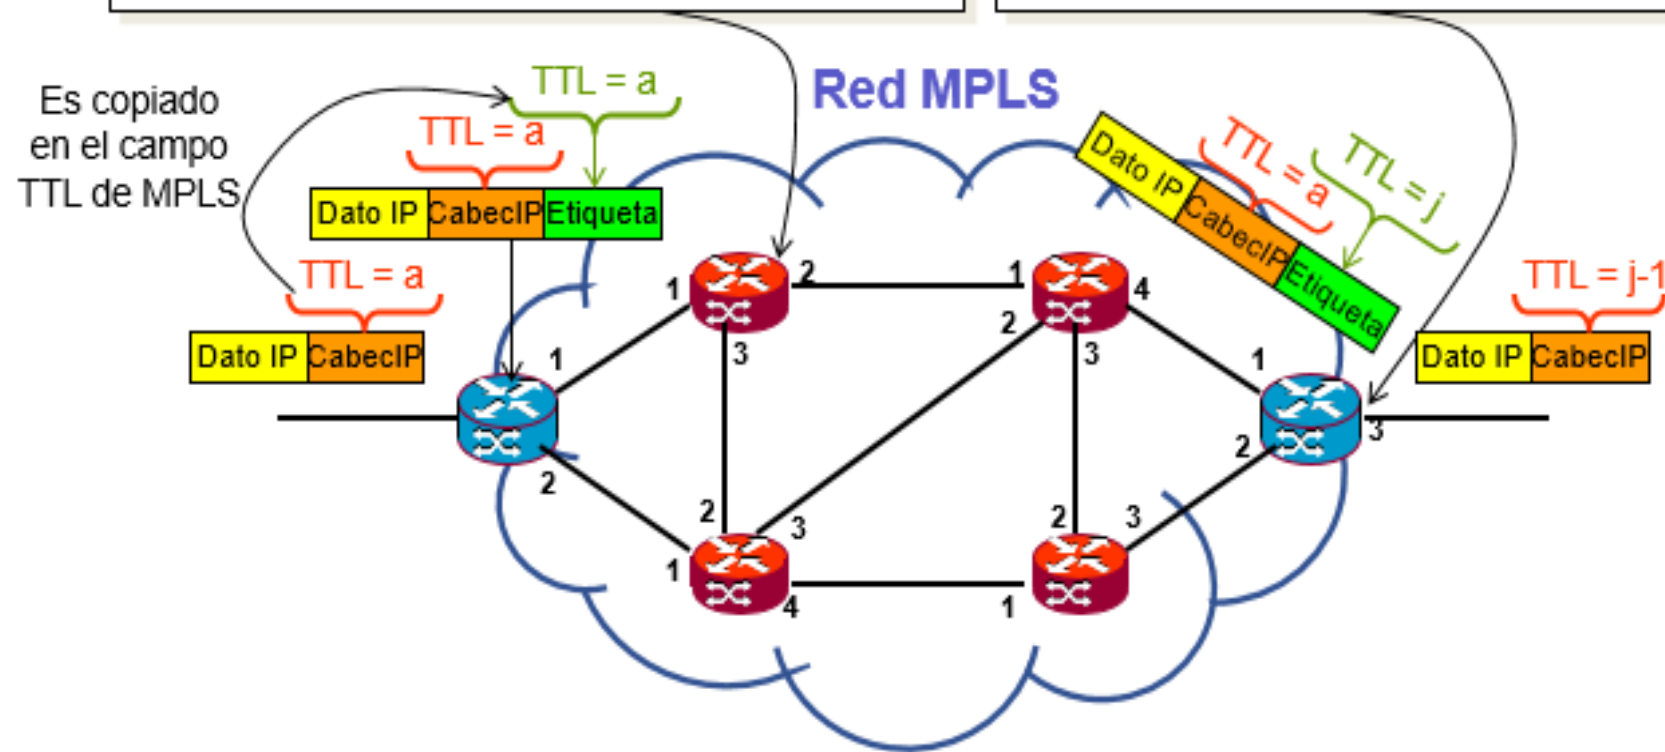 Red MPLS
Es copiado
en el campo
TTL de MPLS
TTL = a
TTL = a
Dato IP CabecIP Etiqueta
TTL = a
Dato IP CabecIP
TTL = a
TTL = j
Dato IP CabecIP Etiqueta
TTL = j-1
Dato IP CabecIP
1
2
1
2
3
1
2
4
3
1
2
3
1
2
3
4
1
2
3